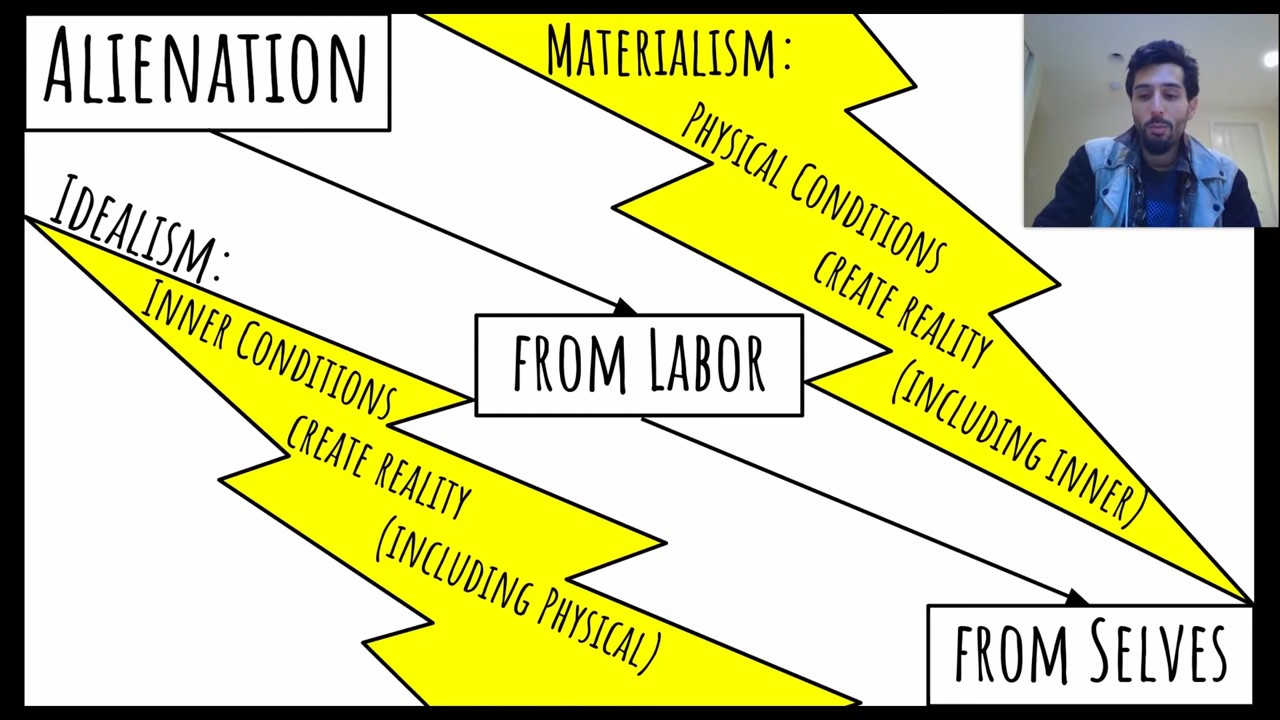 ALIENATION
MATERIALISM:
PHYSICAL CONDITIONS
CREATE REALITY
(INCLUDING INNER)
IDEALISM:
INNER CONDITIONS
CREATE REALITY
(INCLUDING PHYSICAL)
FROM LABOR
FROM SELVES